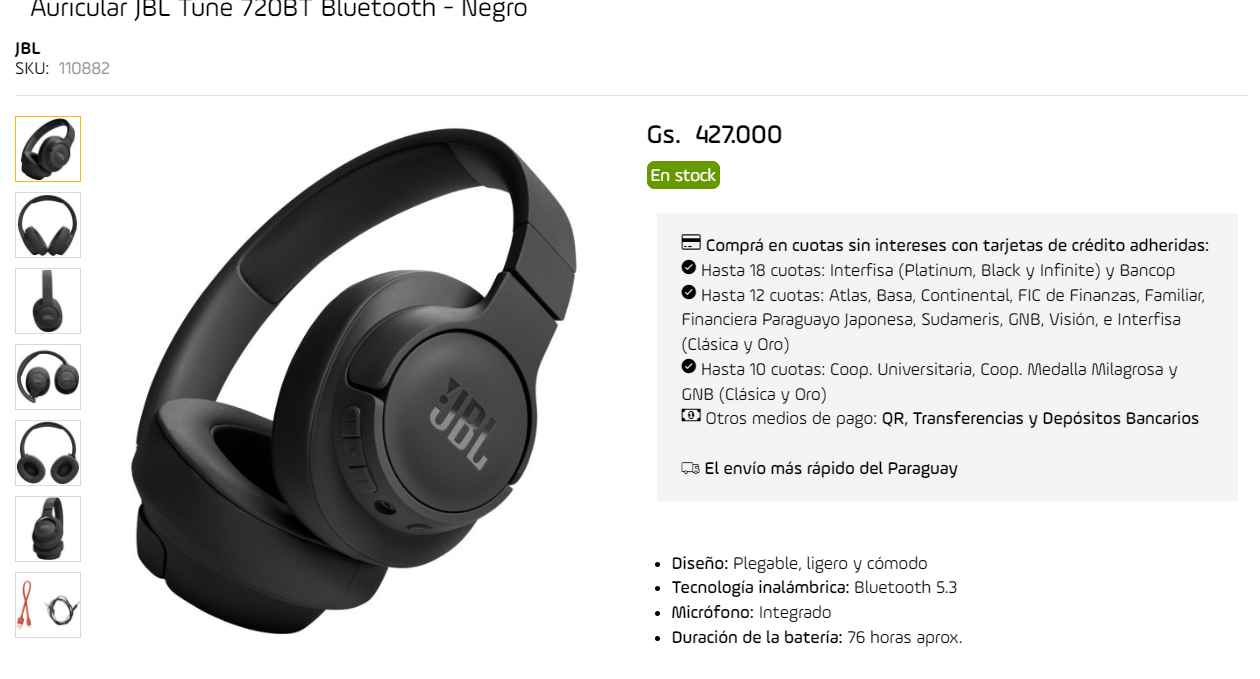 Auricular JBL Tune 720BT Bluetooth - Negro
JBL
SKU: 110882
JBL
Gs. 427.000
En stock
Comprá en cuotas sin intereses con tarjetas de crédito adheridas:
Hasta 18 cuotas: Interfisa (Platinum, Black y Infinite) y Bancop
Hasta 12 cuotas: Atlas, Basa, Continental, FIC de Finanzas, Familiar,
Financiera Paraguayo Japonesa, Sudameris, GNB, Visión, e Interfisa
(Clásica y Oro)
Hasta 10 cuotas: Coop. Universitaria, Coop. Medalla Milagrosa y
GNB (Clásica y Oro)
Otros medios de pago: QR, Transferencias y Depósitos Bancarios
El envío más rápido del Paraguay
• Diseño: Plegable, ligero y cómodo
• Tecnología inalámbrica: Bluetooth 5.3
• Micrófono: Integrado
• Duración de la batería: 76 horas aprox.